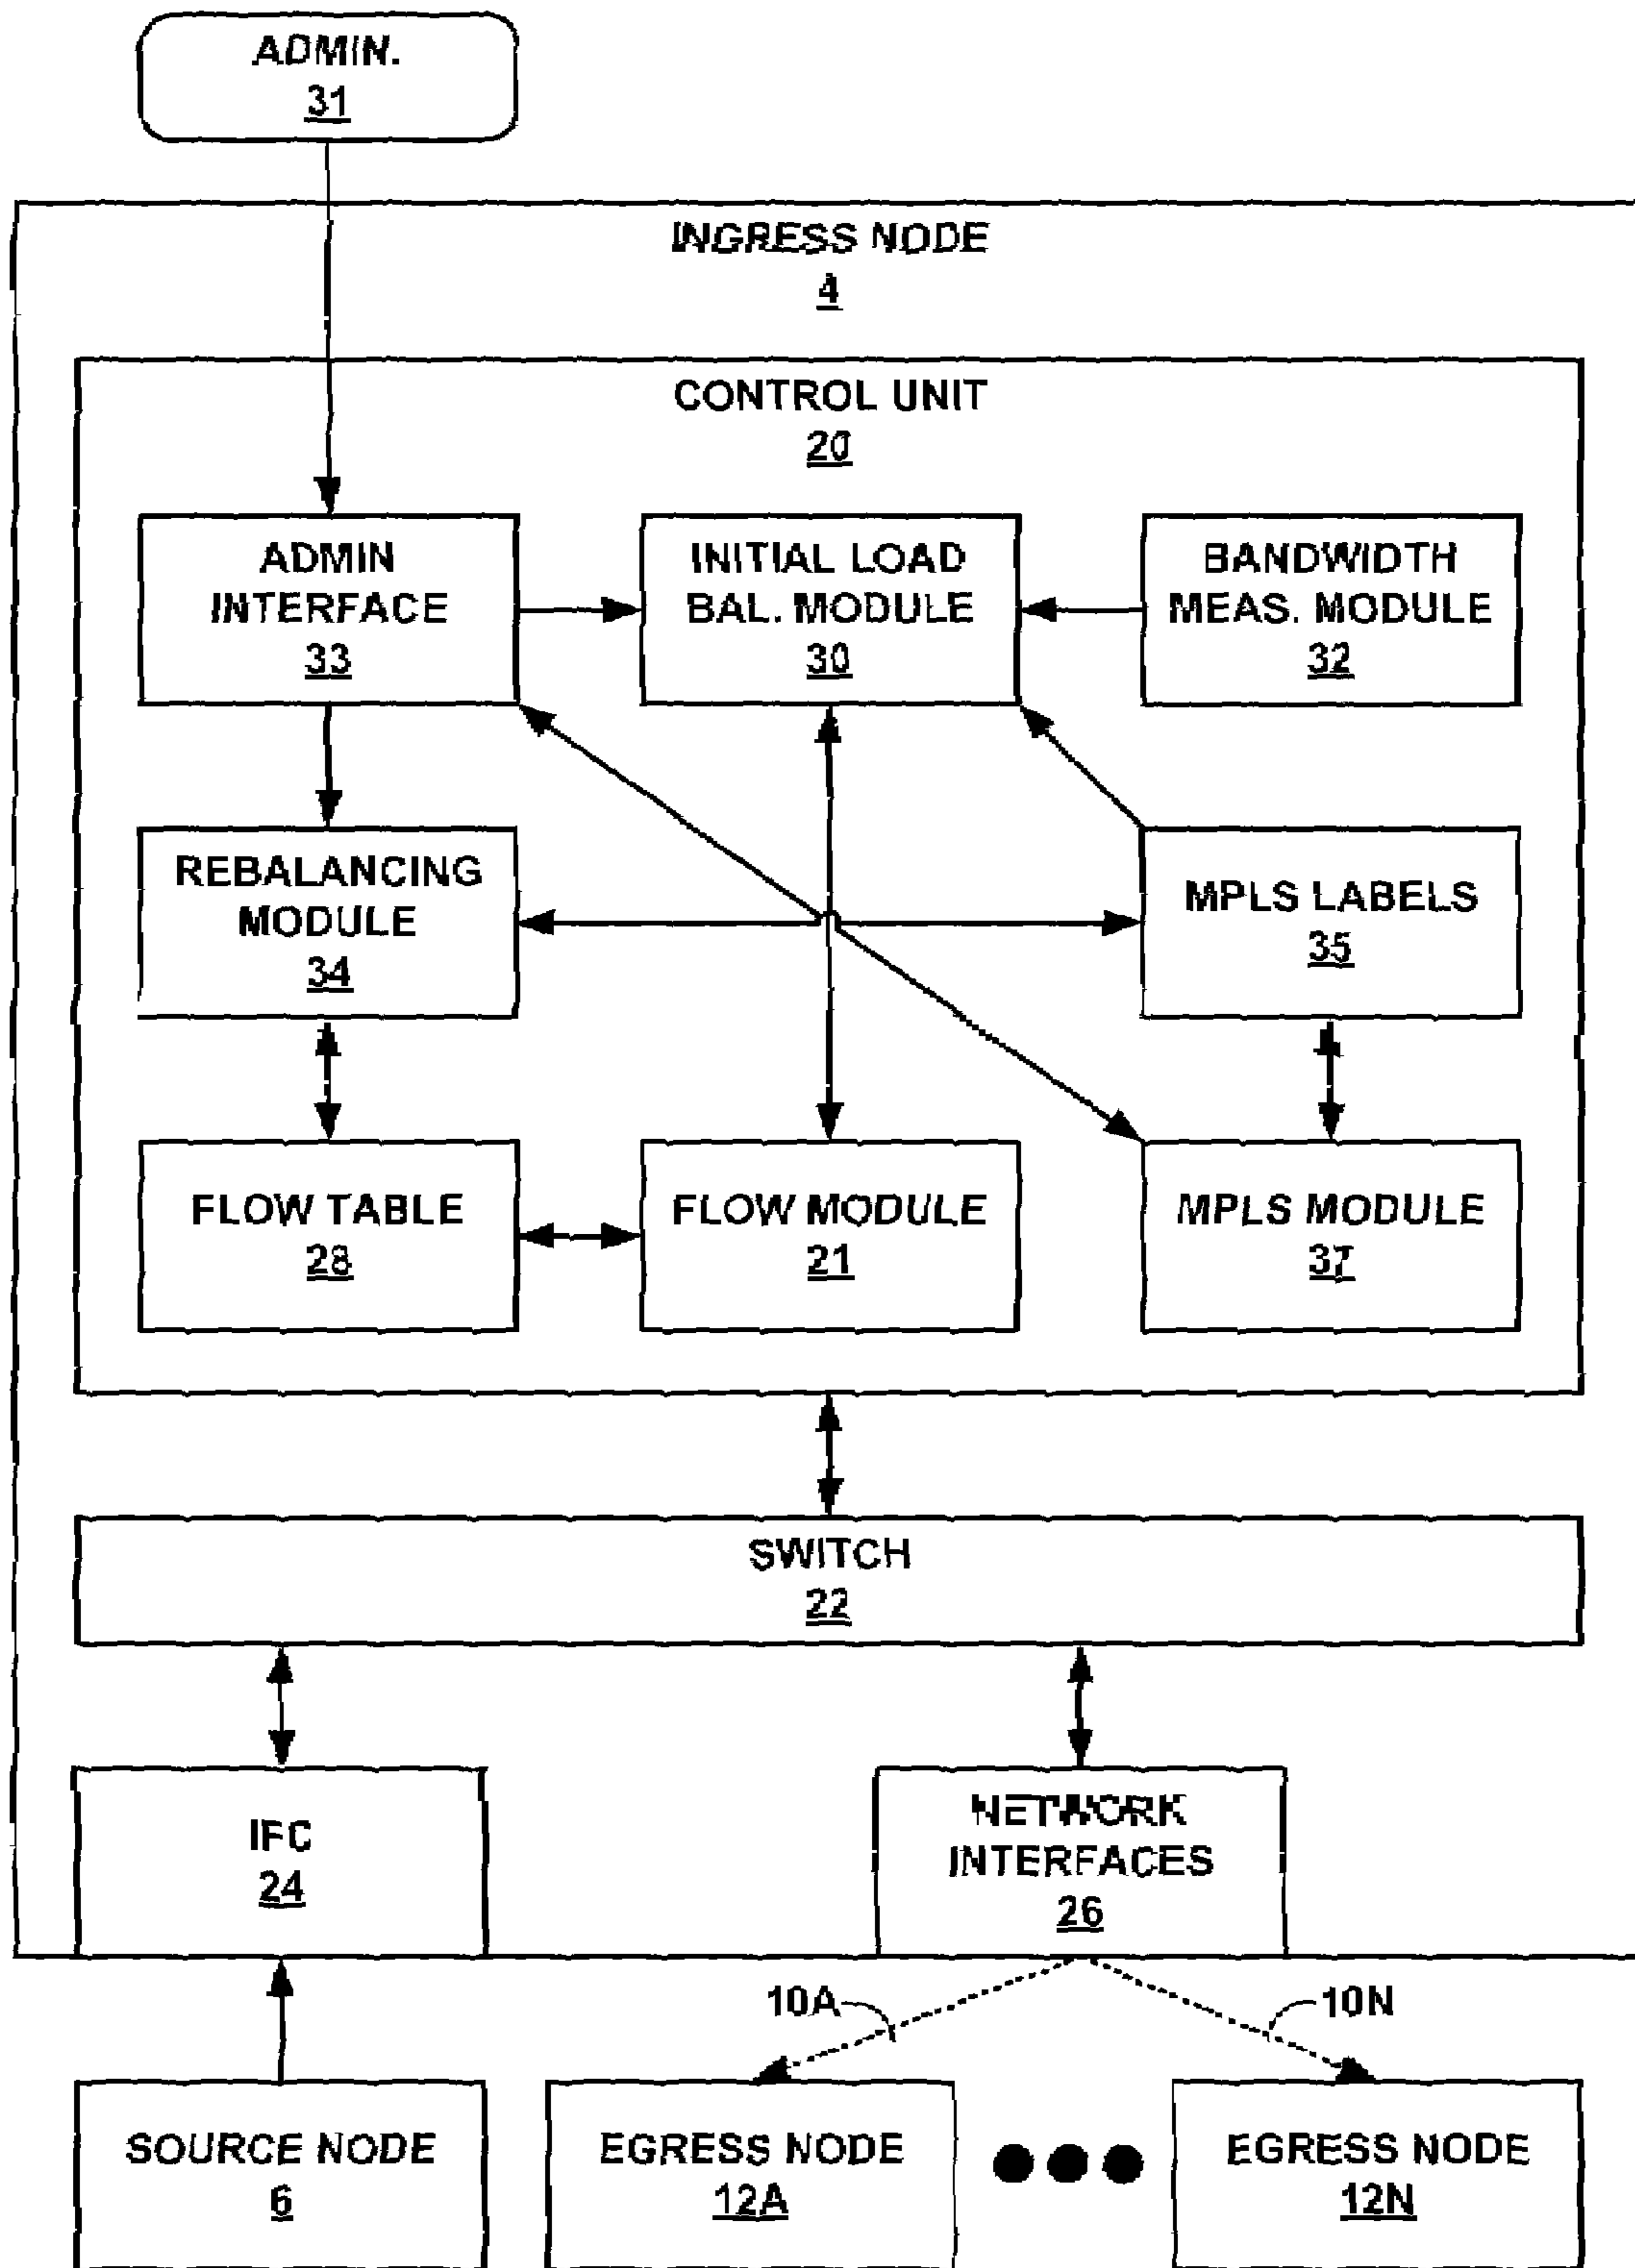 ADMIN.
31
INGRESS NODE
4
CONTROL UNIT
20
ADMIN
INTERFACE
33
INITIAL LOAD
BAL. MODULE
30
BANDWIDTH
MEAS. MODULE
32
REBALANCING
MODULE
34
MPLS LABELS
35
FLOW TABLE
28
FLOW MODULE
21
MPLS MODULE
37
SWITCH
22
IFC
24
NETWORK
INTERFACES
26
10A
10N
SOURCE NODE
6
EGRESS NODE
12A
EGRESS NODE
12N